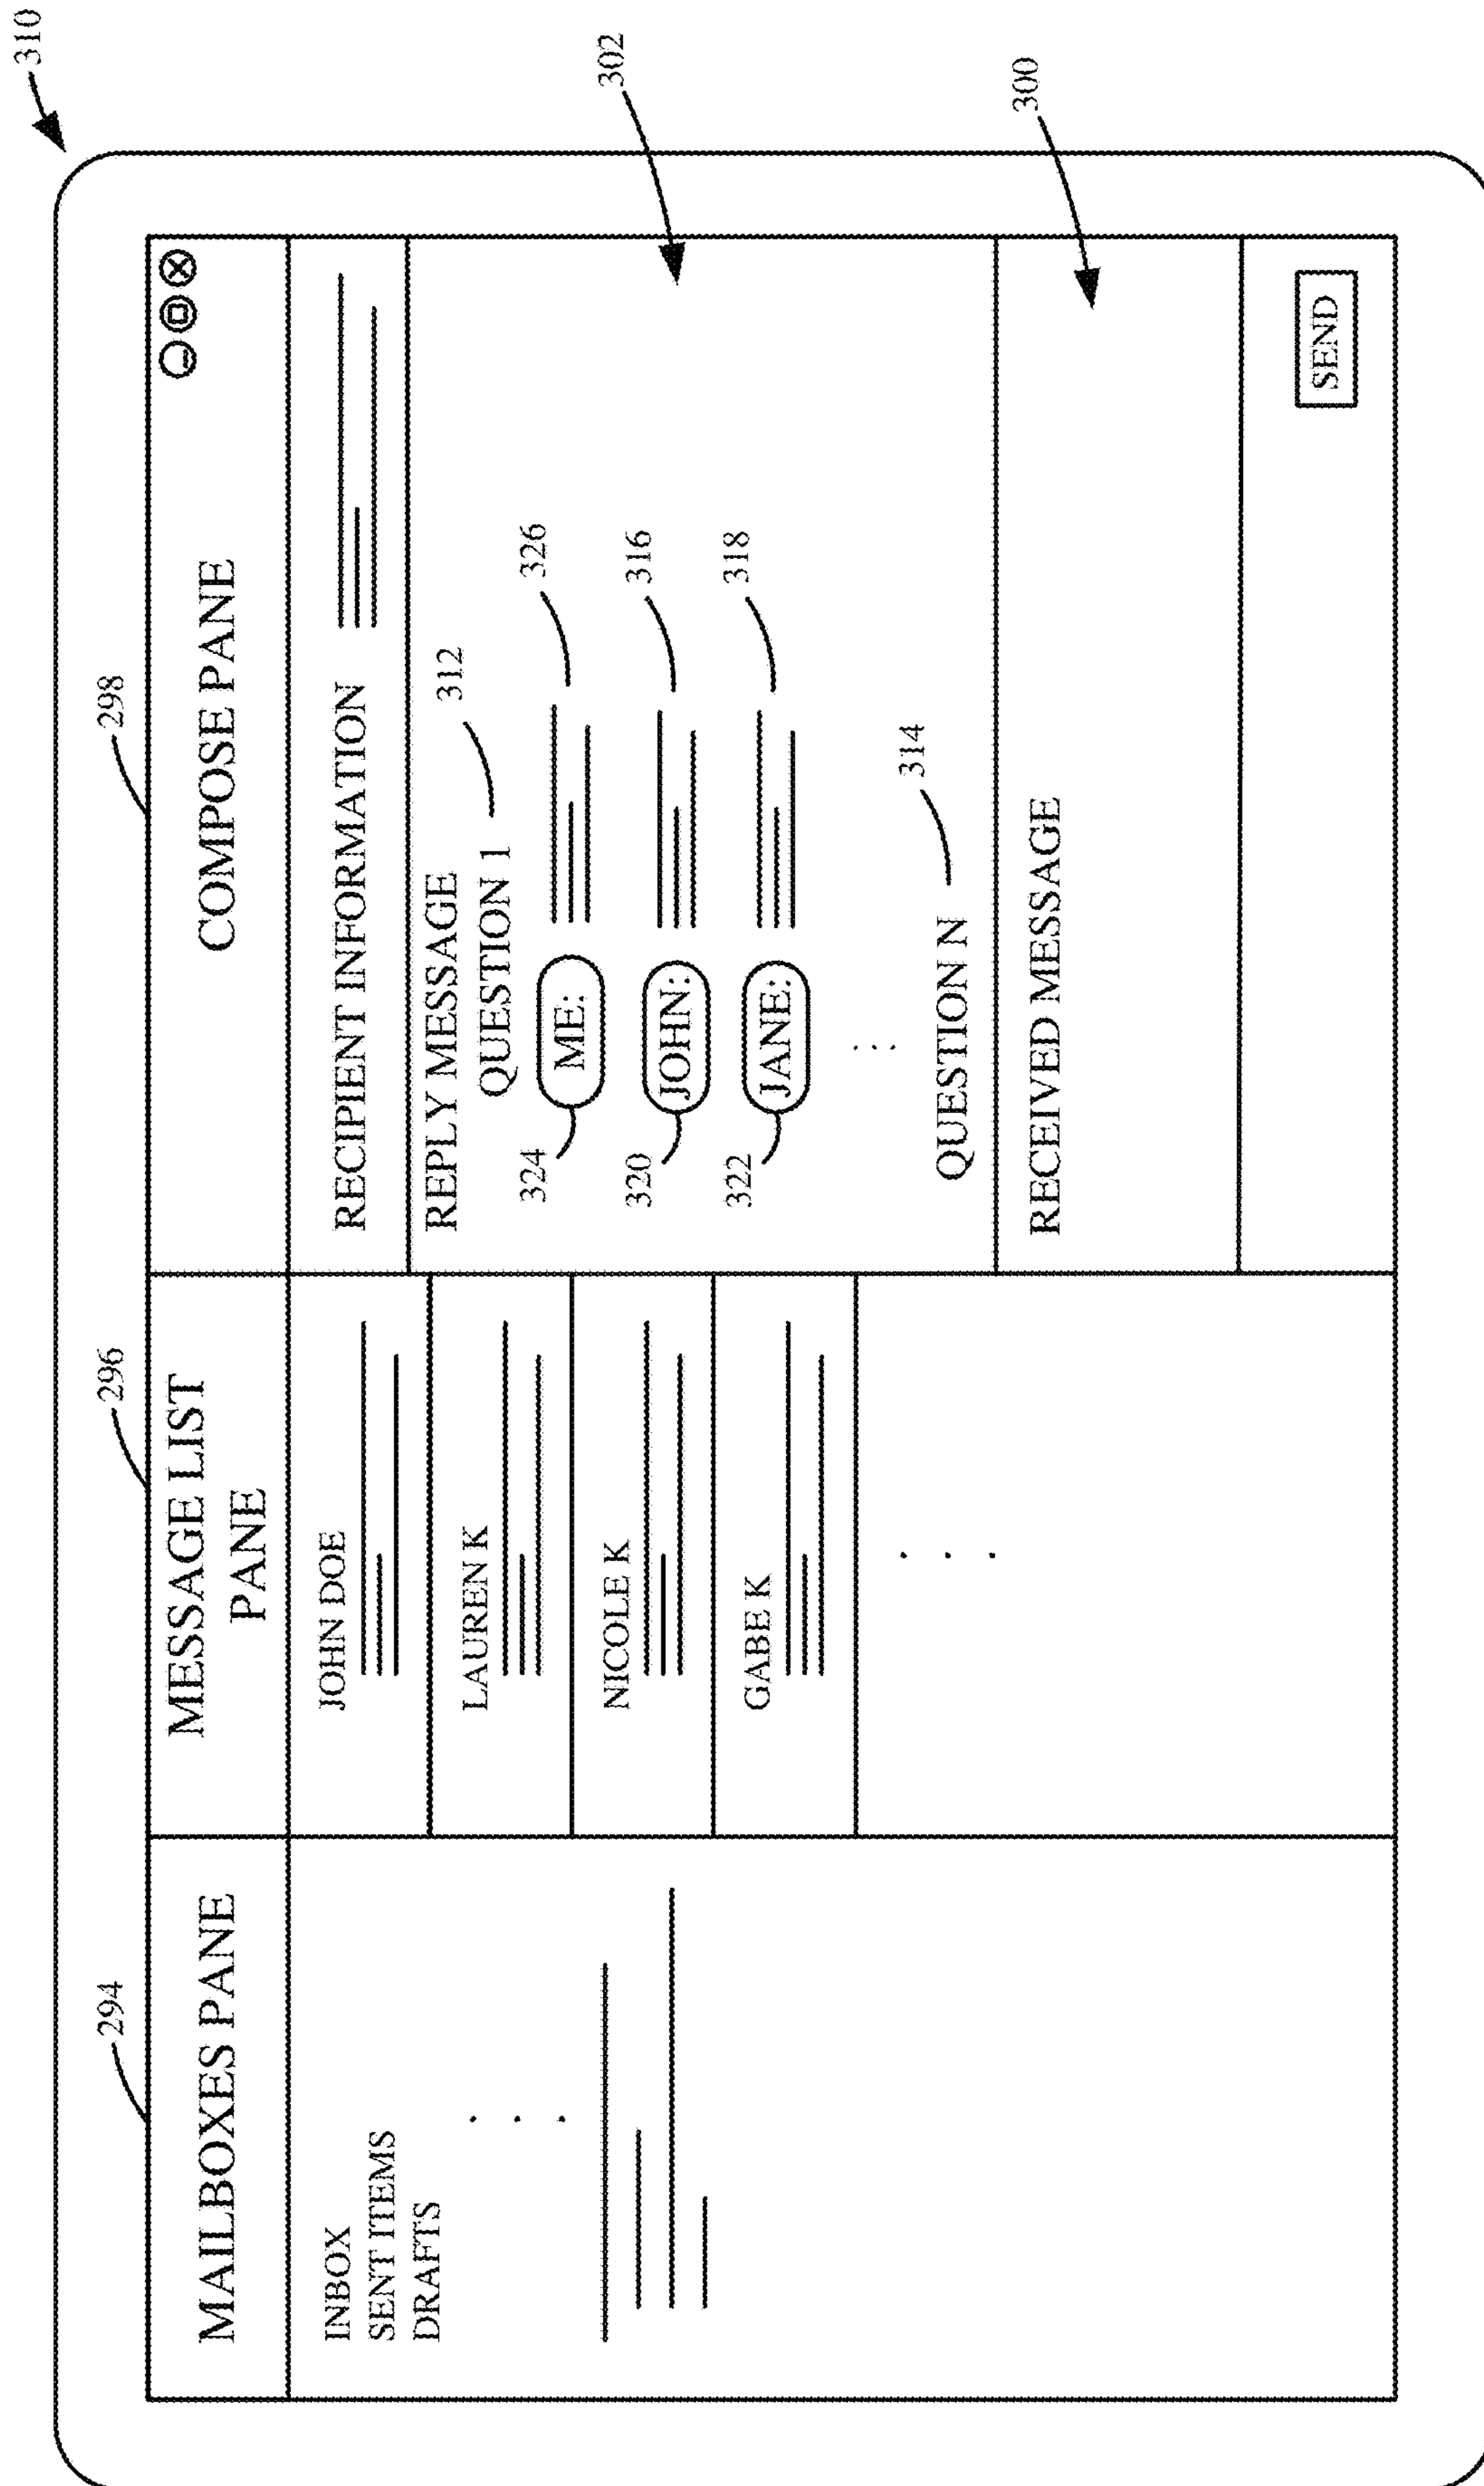 310
294
296
298
MAILBOXES PANE
INBOX
SENT ITEMS
DRAFTS
MESSAGE LIST
PANE
JOHN DOE
LAUREN K
NICOLE K
GABE K
COMPOSE PANE
RECIPIENT INFORMATION
REPLY MESSAGE
QUESTION 1 312
324 ME: 326
320 JOHN: 316
322 JANE: 318
QUESTION N 314
302
RECEIVED MESSAGE
300
SEND